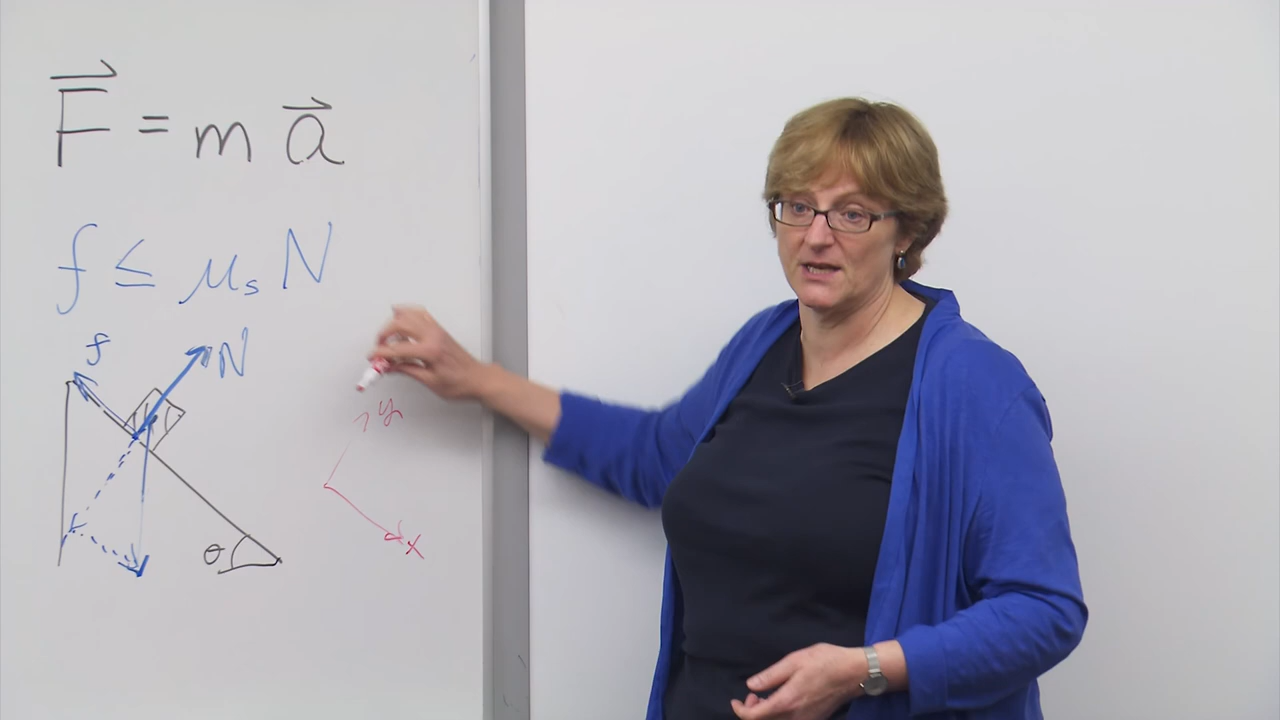 F⃗ = m a⃗
f ≤ μₛ N
f
N
y
θ
x